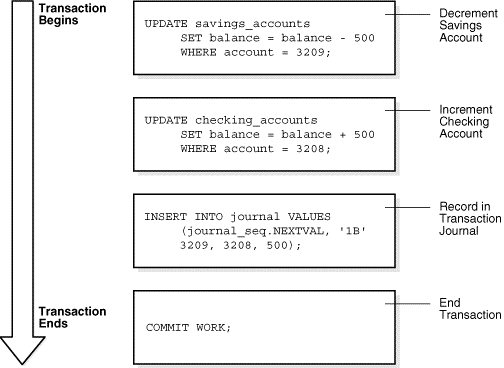 Transaction
Begins
UPDATE savings_accounts
SET balance = balance - 500
WHERE account = 3209;
Decrement
Savings
Account
UPDATE checking_accounts
SET balance = balance + 500
WHERE account = 3208;
Increment
Checking
Account
INSERT INTO journal VALUES
(journal_seq.NEXTVAL, '1B'
3209, 3208, 500);
Record in
Transaction
Journal
Transaction
Ends
COMMIT WORK;
End
Transaction